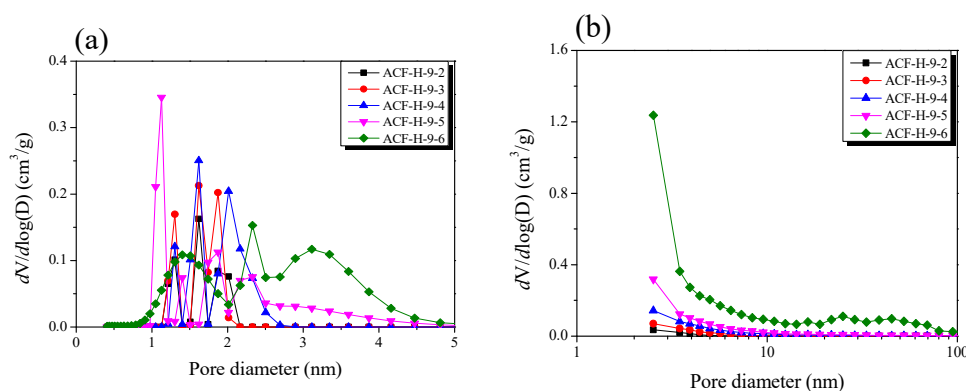 (a)
0.4
0.3
0.2
0.1
0.0
0 1 2 3 4 5
dV/dlog(D) (cm³/g)
Pore diameter (nm)
ACF-H-9-2
ACF-H-9-3
ACF-H-9-4
ACF-H-9-5
ACF-H-9-6
(b)
1.6
1.2
0.8
0.4
0.0
1 10 100
dV/dlog(D) (cm³/g)
Pore diameter (nm)
ACF-H-9-2
ACF-H-9-3
ACF-H-9-4
ACF-H-9-5
ACF-H-9-6